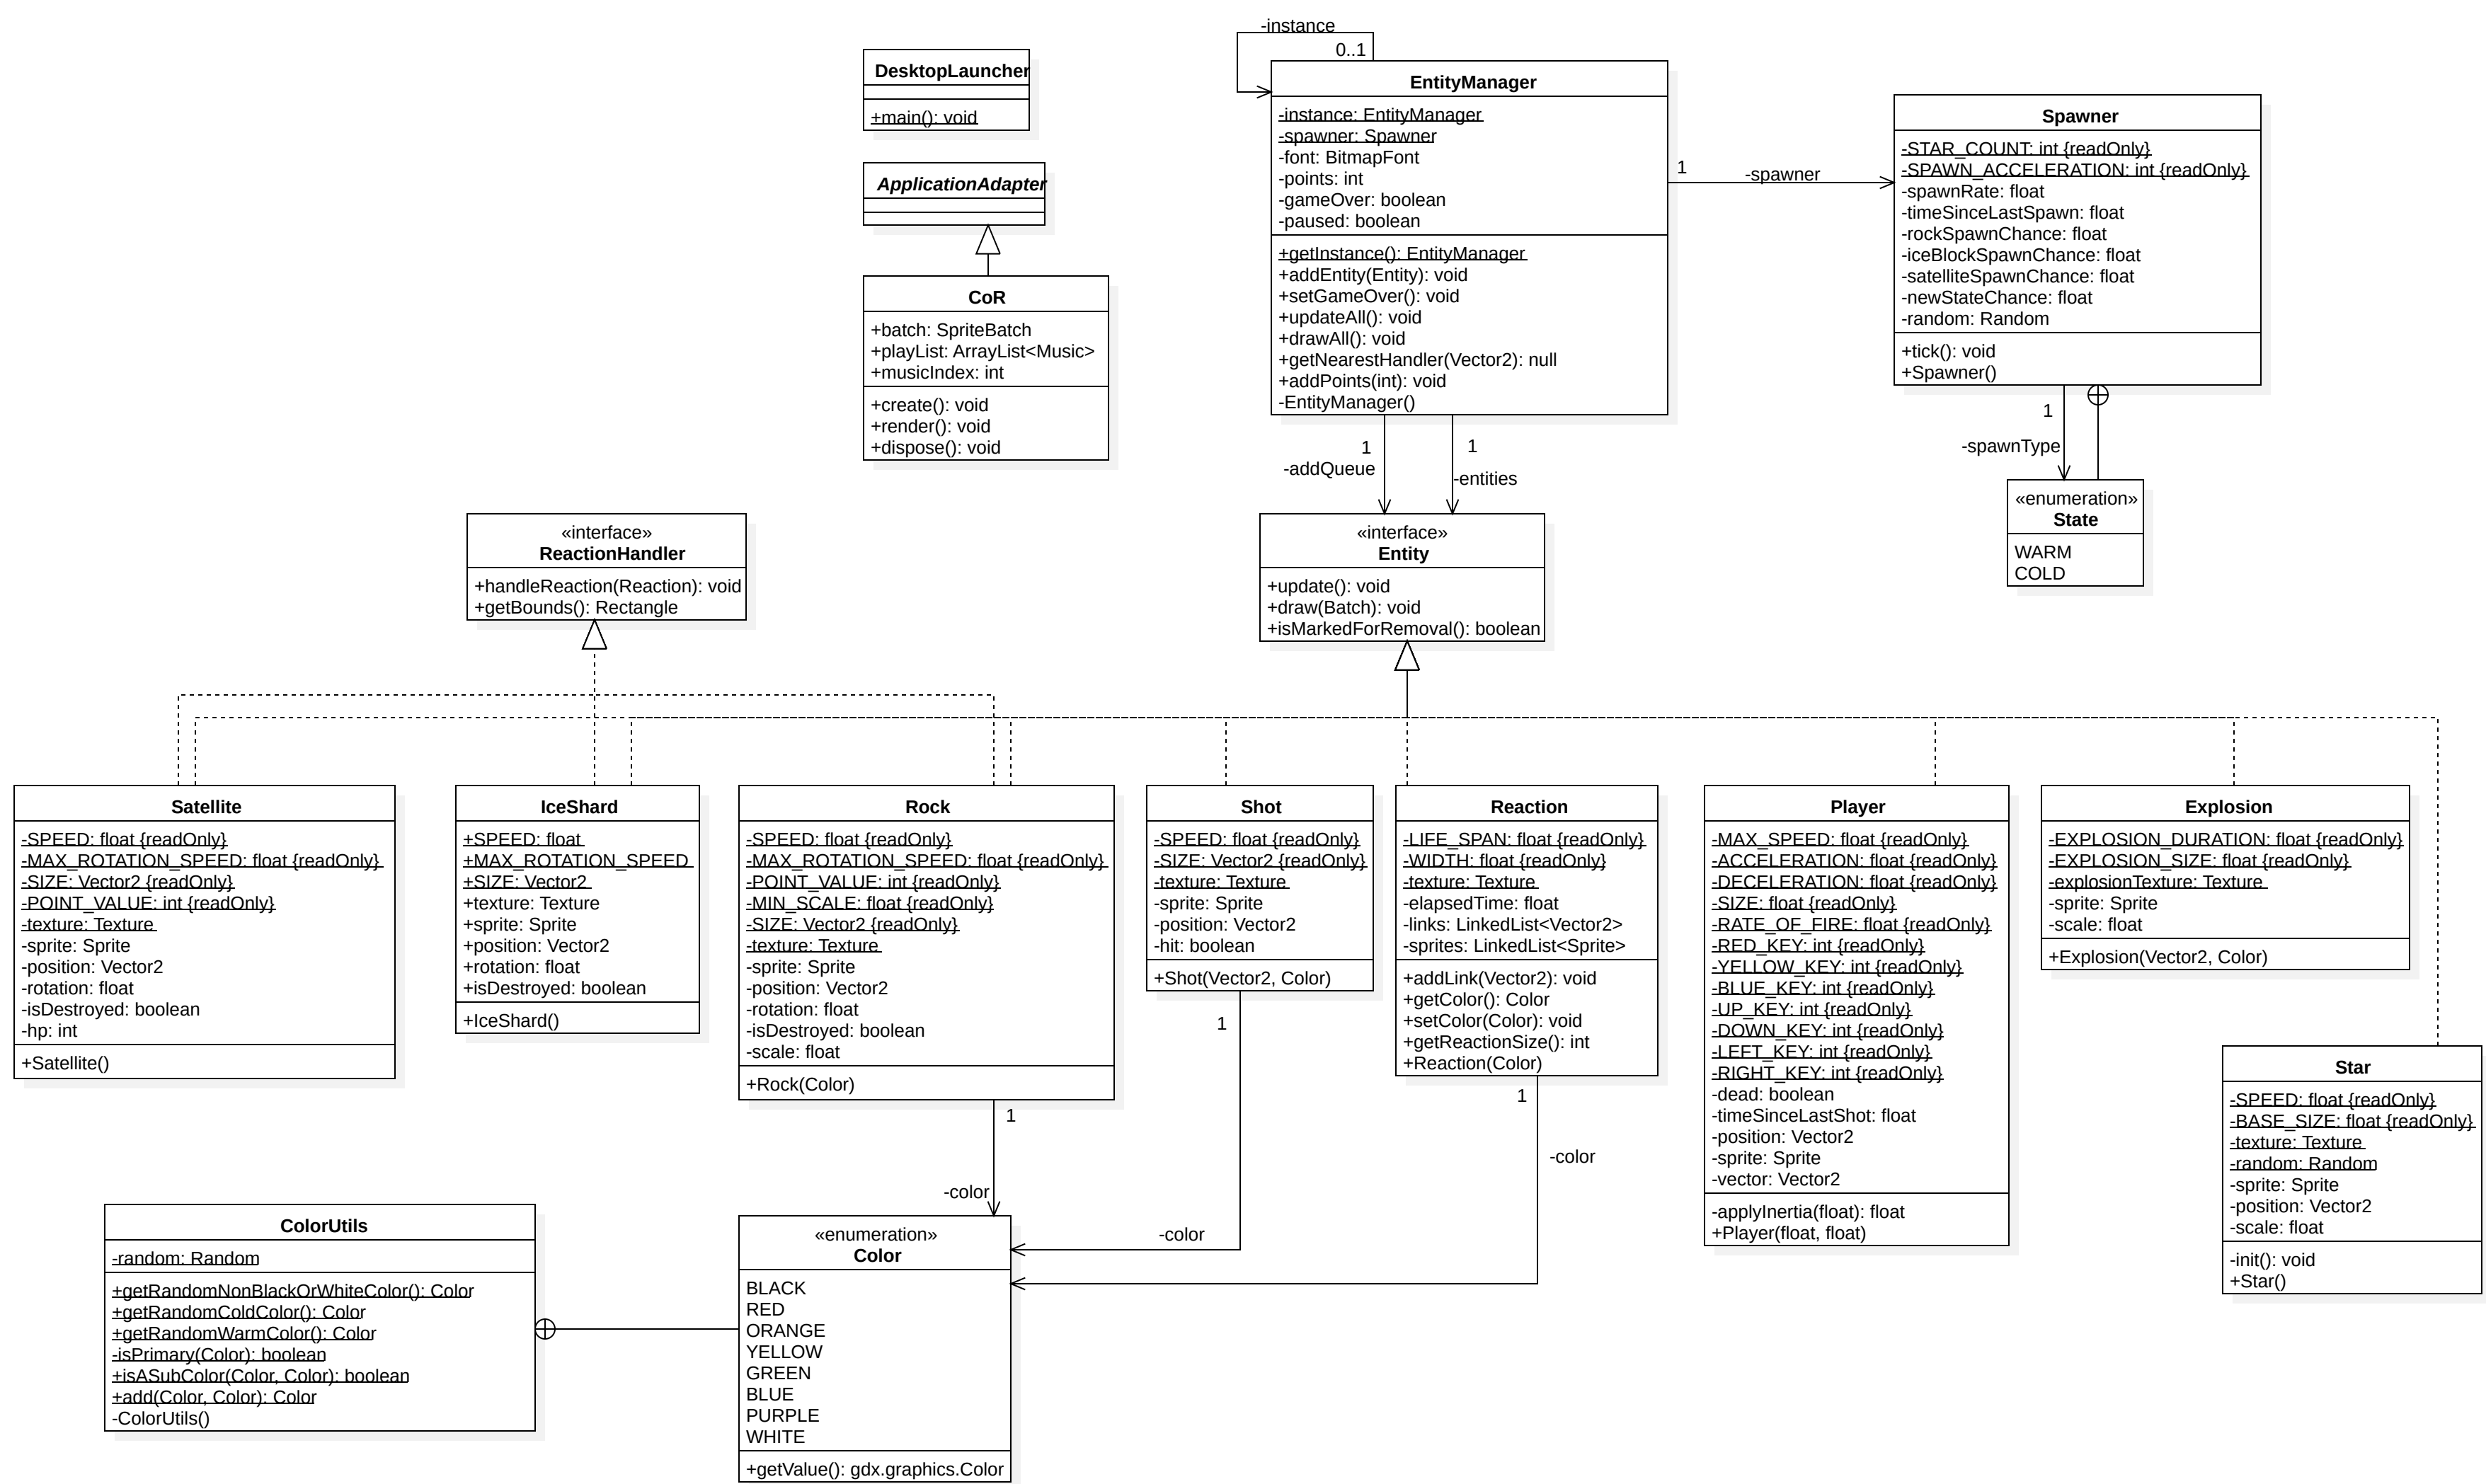 -instance
0..1
DesktopLauncher
+main(): void
ApplicationAdapter
CoR
+batch: SpriteBatch
+playList: ArrayList<Music>
+musicIndex: int
+create(): void
+render(): void
+dispose(): void
EntityManager
-instance: EntityManager
-spawner: Spawner
-font: BitmapFont
-points: int
-gameOver: boolean
-paused: boolean
+getInstance(): EntityManager
+addEntity(Entity): void
+setGameOver(): void
+updateAll(): void
+drawAll(): void
+getNearestHandler(Vector2): null
+addPoints(int): void
-EntityManager()
1
-spawner
Spawner
-STAR_COUNT: int {readOnly}
-SPAWN_ACCELERATION: int {readOnly}
-spawnRate: float
-timeSinceLastSpawn: float
-rockSpawnChance: float
-iceBlockSpawnChance: float
-satelliteSpawnChance: float
-newStateChance: float
-random: Random
+tick(): void
+Spawner()
1
-addQueue
1
-entities
1
-spawnType
«enumeration»
State
WARM
COLD
«interface»
ReactionHandler
+handleReaction(Reaction): void
+getBounds(): Rectangle
«interface»
Entity
+update(): void
+draw(Batch): void
+isMarkedForRemoval(): boolean
Satellite
-SPEED: float {readOnly}
-MAX_ROTATION_SPEED: float {readOnly}
-SIZE: Vector2 {readOnly}
-POINT_VALUE: int {readOnly}
-texture: Texture
-sprite: Sprite
-position: Vector2
-rotation: float
-isDestroyed: boolean
-hp: int
+Satellite()
IceShard
+SPEED: float
+MAX_ROTATION_SPEED
+SIZE: Vector2
+texture: Texture
+sprite: Sprite
+position: Vector2
+rotation: float
+isDestroyed: boolean
+IceShard()
Rock
-SPEED: float {readOnly}
-MAX_ROTATION_SPEED: float {readOnly}
-POINT_VALUE: int {readOnly}
-MIN_SCALE: float {readOnly}
-SIZE: Vector2 {readOnly}
-texture: Texture
-sprite: Sprite
-position: Vector2
-rotation: float
-isDestroyed: boolean
-scale: float
+Rock(Color)
Shot
-SPEED: float {readOnly}
-SIZE: Vector2 {readOnly}
-texture: Texture
-sprite: Sprite
-position: Vector2
-hit: boolean
+Shot(Vector2, Color)
Reaction
-LIFE_SPAN: float {readOnly}
-WIDTH: float {readOnly}
-texture: Texture
-elapsedTime: float
-links: LinkedList<Vector2>
-sprites: LinkedList<Sprite>
+addLink(Vector2): void
+getColor(): Color
+setColor(Color): void
+getReactionSize(): int
+Reaction(Color)
Player
-MAX_SPEED: float {readOnly}
-ACCELERATION: float {readOnly}
-DECELERATION: float {readOnly}
-SIZE: float {readOnly}
-RATE_OF_FIRE: float {readOnly}
-RED_KEY: int {readOnly}
-YELLOW_KEY: int {readOnly}
-BLUE_KEY: int {readOnly}
-UP_KEY: int {readOnly}
-DOWN_KEY: int {readOnly}
-LEFT_KEY: int {readOnly}
-RIGHT_KEY: int {readOnly}
-dead: boolean
-timeSinceLastShot: float
-position: Vector2
-sprite: Sprite
-vector: Vector2
-applyInertia(float): float
+Player(float, float)
Explosion
-EXPLOSION_DURATION: float {readOnly}
-EXPLOSION_SIZE: float {readOnly}
-explosionTexture: Texture
-sprite: Sprite
-scale: float
+Explosion(Vector2, Color)
Star
-SPEED: float {readOnly}
-BASE_SIZE: float {readOnly}
-texture: Texture
-random: Random
-sprite: Sprite
-position: Vector2
-scale: float
-init(): void
+Star()
1
-color
1
-color
1
-color
ColorUtils
-random: Random
+getRandomNonBlackOrWhiteColor(): Color
+getRandomColdColor(): Color
+getRandomWarmColor(): Color
-isPrimary(Color): boolean
+isASubColor(Color, Color): boolean
+add(Color, Color): Color
-ColorUtils()
«enumeration»
Color
BLACK
RED
ORANGE
YELLOW
GREEN
BLUE
PURPLE
WHITE
+getValue(): gdx.graphics.Color